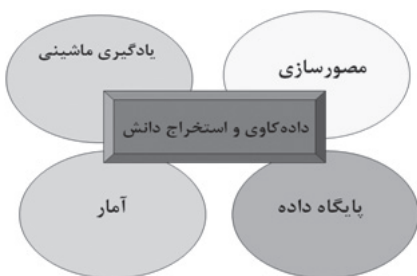 مصورسازی
یادگیری ماشینی
داده‌کاوی و استخراج دانش
پایگاه داده
آمار